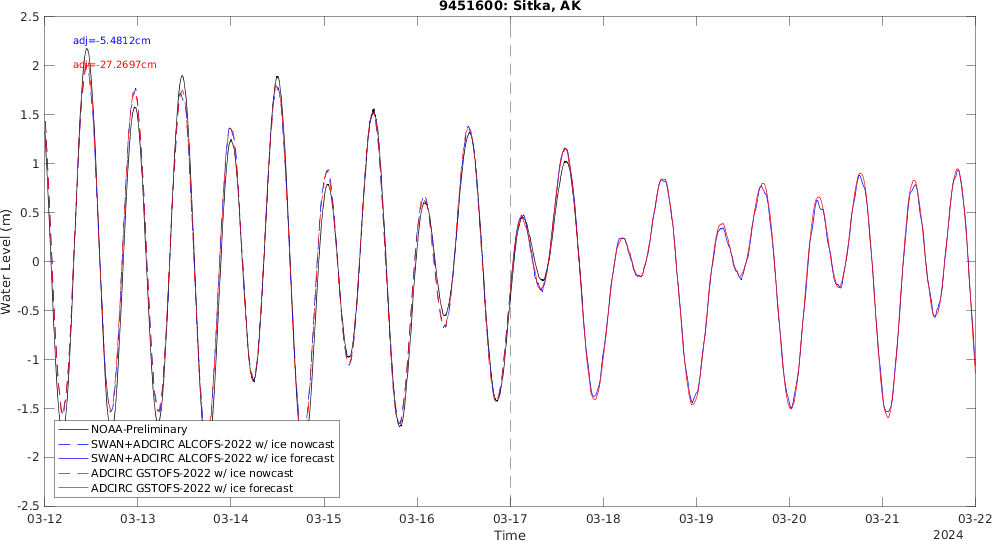 9451600: Sitka, AK
adj=-5.4812cm
adj=-27.2697cm
Water Level (m)
2.5
2
1.5
1
0.5
0
-0.5
-1
-1.5
-2
-2.5
NOAA-Preliminary
SWAN+ADCIRC ALCOFS-2022 w/ ice nowcast
SWAN+ADCIRC ALCOFS-2022 w/ ice forecast
ADCIRC GSTOFS-2022 w/ ice nowcast
ADCIRC GSTOFS-2022 w/ ice forecast
03-12 03-13 03-14 03-15 03-16 03-17 03-18 03-19 03-20 03-21 03-22
Time
2024